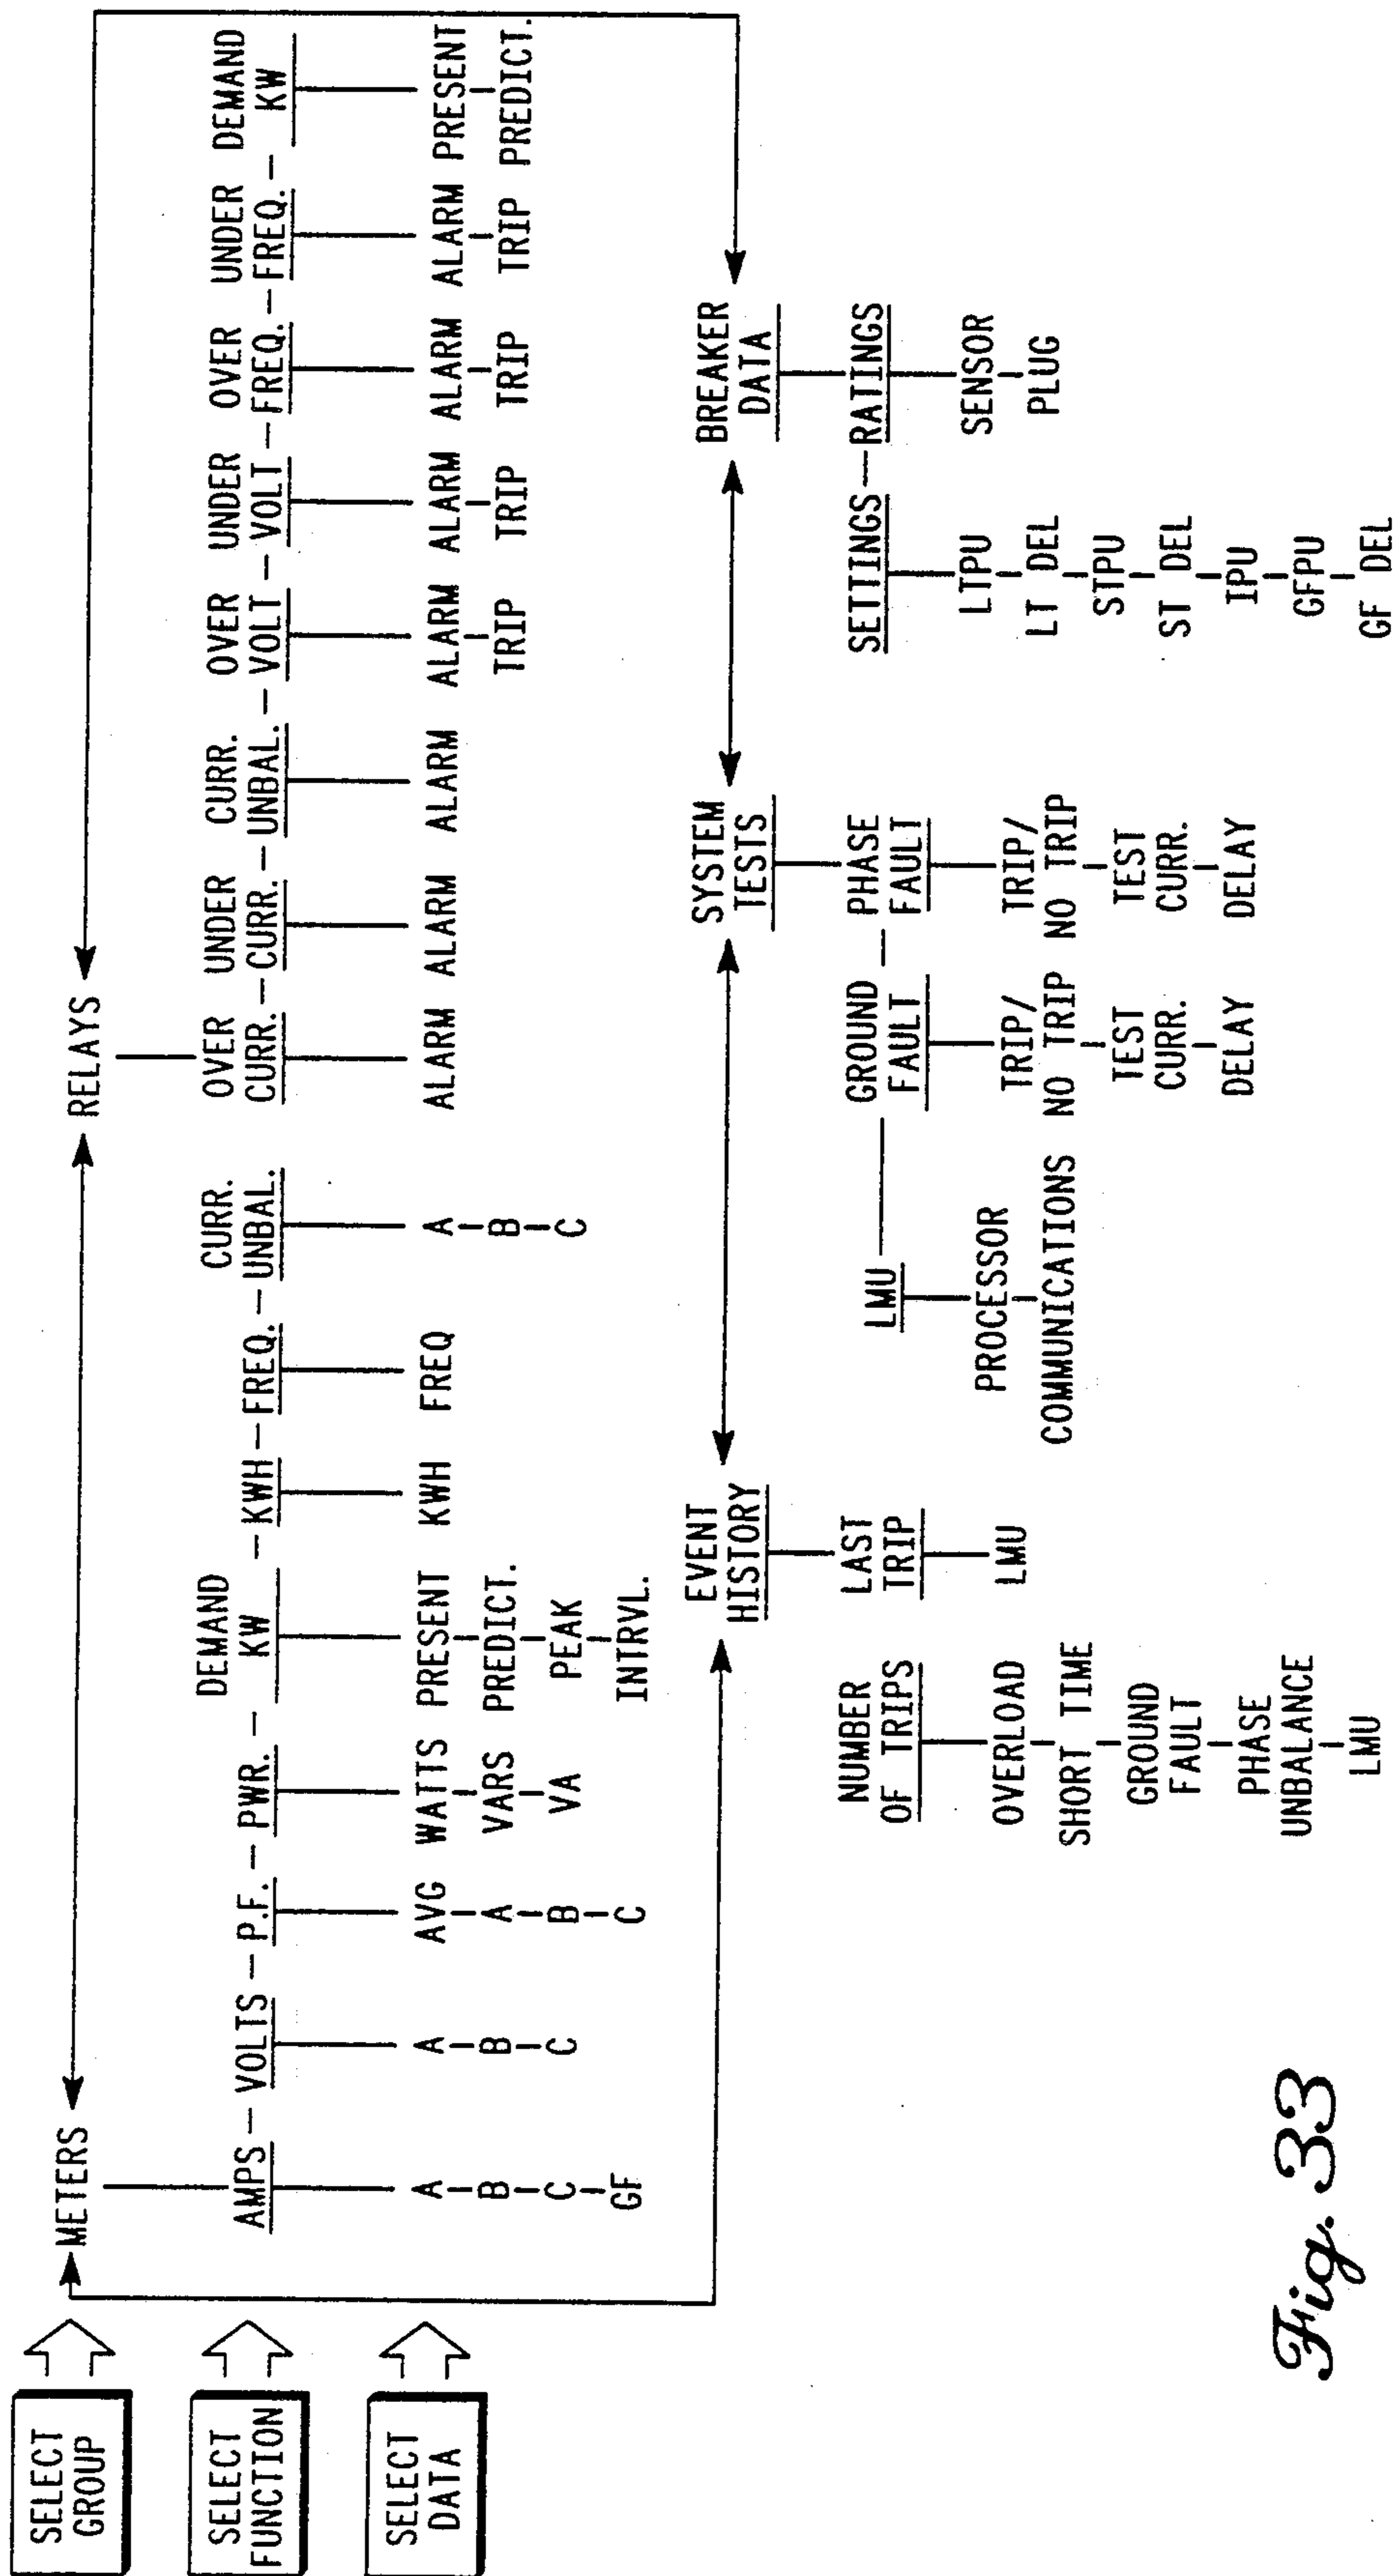 SELECT
GROUP
SELECT
FUNCTION
SELECT
DATA
METERS
AMPS — VOLTS — P.F. — PWR. — DEMAND KW — KWH — FREQ. — CURR. UNBAL.
A
B
C
GF
A
B
C
AVG
A
B
C
WATTS
VARS
VA
PRESENT
PREDICT.
PEAK
INTRVL.
KWH
FREQ
A
B
C
RELAYS
OVER CURR. — UNDER CURR. — CURR. UNBAL. — OVER VOLT — UNDER VOLT — OVER FREQ. — UNDER FREQ. — DEMAND KW
ALARM
ALARM
ALARM
ALARM
TRIP
ALARM
TRIP
ALARM
TRIP
ALARM
TRIP
PRESENT
PREDICT.
EVENT
HISTORY
NUMBER
OF TRIPS
OVERLOAD
SHORT TIME
GROUND
FAULT
PHASE
UNBALANCE
LMU
LAST
TRIP
LMU
SYSTEM
TESTS
LMU
PROCESSOR
COMMUNICATIONS
GROUND
FAULT
TRIP/
NO TRIP
TEST
CURR.
DELAY
PHASE
FAULT
TRIP/
NO TRIP
TEST
CURR.
DELAY
BREAKER
DATA
SETTINGS — RATINGS
LTPU
LT DEL
STPU
ST DEL
IPU
GFPU
GF DEL
SENSOR
PLUG
Fig. 33